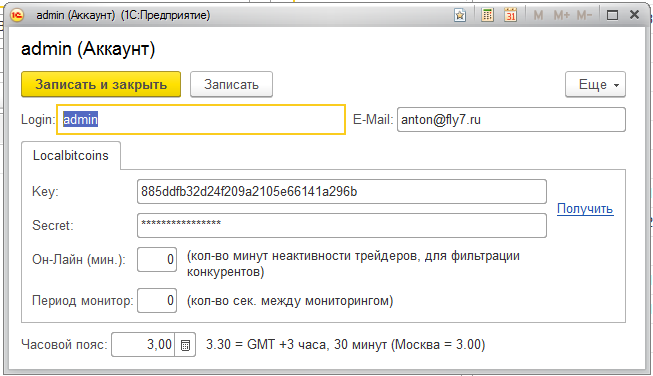 admin (Аккаунт) (1С:Предприятие)
M M+ M-
admin (Аккаунт)
Записать и закрыть Записать Еще
Login: admin E-Mail: anton@fly7.ru
Localbitcoins
Key: 885ddfb32d24f209a2105e66141a296b
Получить
Secret: ****************
Он-Лайн (мин.): 0 (кол-во минут неактивности трейдеров, для фильтрации
конкурентов)
Период монитор: 0 (кол-во сек. между мониторингом)
Часовой пояс: 3,00 3.30 = GMT +3 часа, 30 минут (Москва = 3.00)